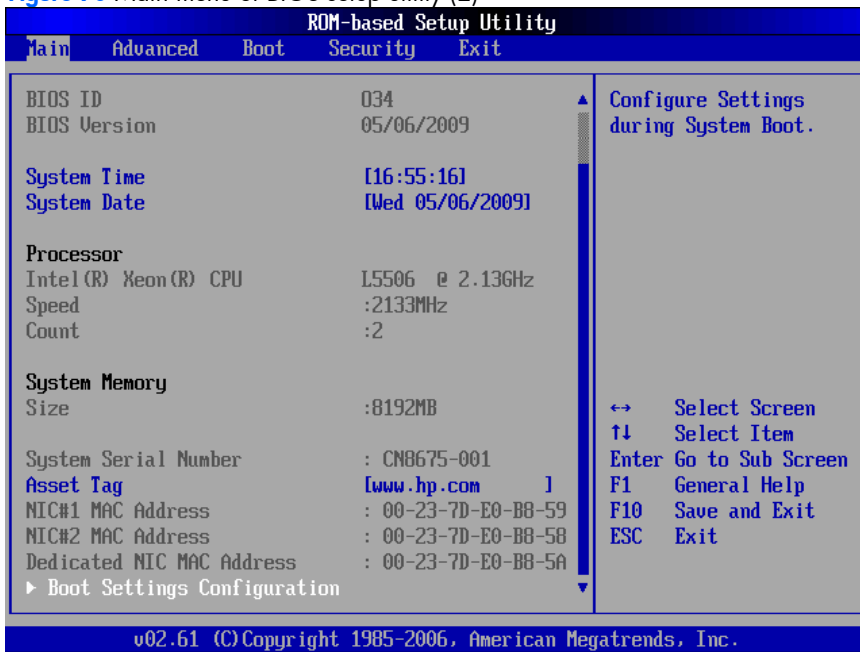 ROM-based Setup Utility
Main Advanced Boot Security Exit
BIOS ID 034
BIOS Version 05/06/2009
System Time [16:55:16]
System Date [Wed 05/06/2009]
Processor
Intel(R) Xeon(R) CPU L5506 @ 2.13GHz
Speed :2133MHz
Count :2
System Memory
Size :8192MB
System Serial Number : CN8675-001
Asset Tag [www.hp.com ]
NIC#1 MAC Address : 00-23-7D-E0-B8-59
NIC#2 MAC Address : 00-23-7D-E0-B8-58
Dedicated NIC MAC Address : 00-23-7D-E0-B8-5A
▶ Boot Settings Configuration
Configure Settings
during System Boot.
↔ Select Screen
↑↓ Select Item
Enter Go to Sub Screen
F1 General Help
F10 Save and Exit
ESC Exit
v02.61 (C)Copyright 1985-2006, American Megatrends, Inc.